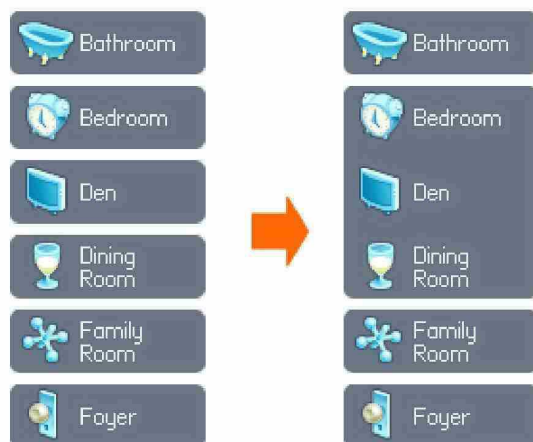 Bathroom
Bedroom
Den
Dining
Room
Family
Room
Foyer
Bathroom
Bedroom
Den
Dining
Room
Family
Room
Foyer